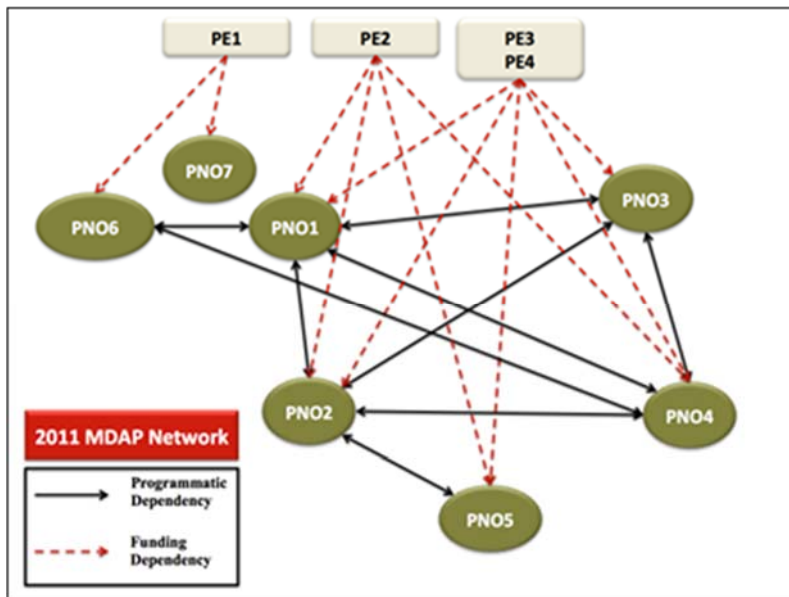 PE1
PE2
PE3
PE4
PNO7
PNO6
PNO1
PNO3
PNO2
PNO4
PNO5
2011 MDAP Network
Programmatic
Dependency
Funding
Dependency